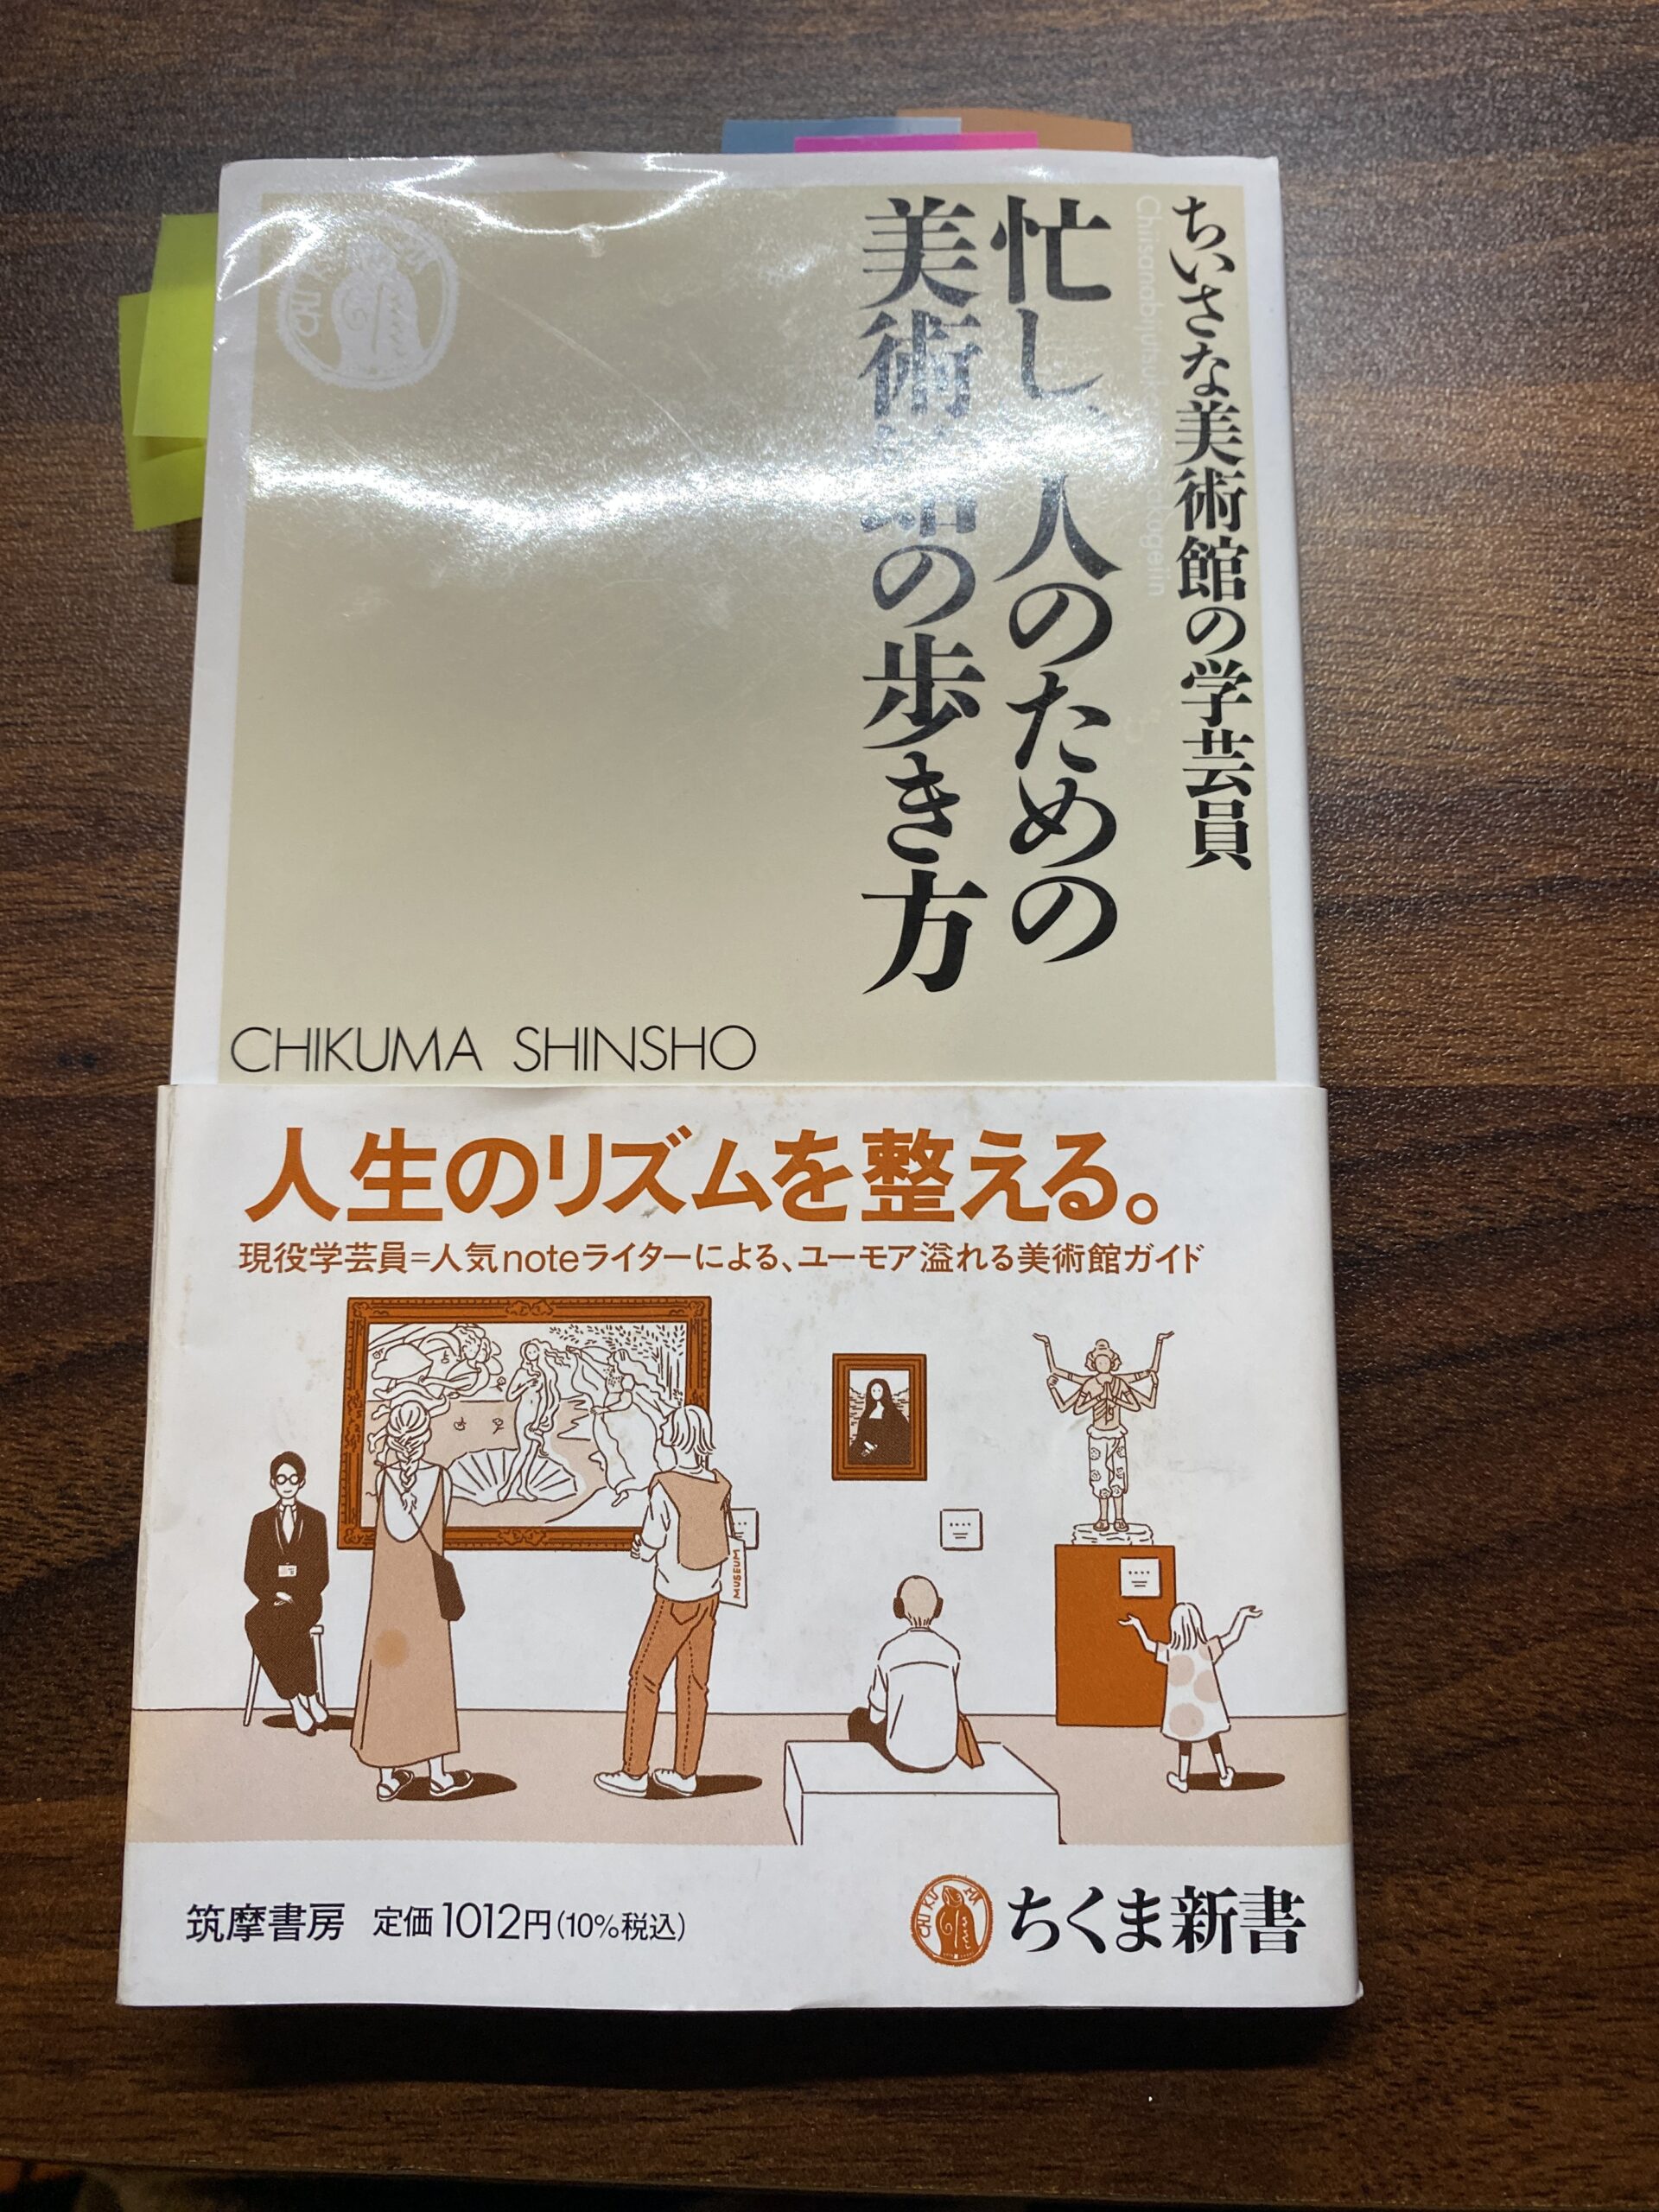 ちいさな美術館の学芸員
忙しい人のための
美術館の歩き方
CHIKUMA SHINSHO
人生のリズムを整える。
現役学芸員=人気noteライターによる、ユーモア溢れる美術館ガイド
MUSEUM
筑摩書房 定価1012円(10%税込)
CHIKUMA
ちくま新書